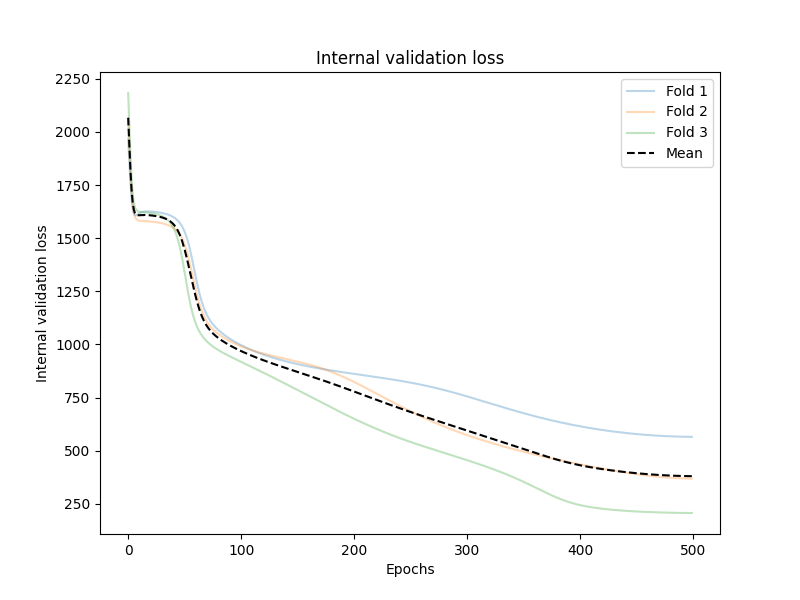 Internal validation loss
2250
2000
1750
1500
1250
1000
750
500
250
Internal validation loss
Fold 1
Fold 2
Fold 3
Mean
0 100 200 300 400 500
Epochs